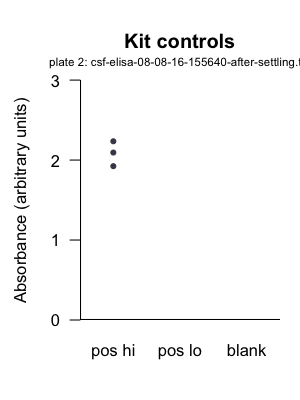 Kit controls
plate 2: csf-elisa-08-08-16-155640-after-settling.t
Absorbance (arbitrary units)
3
2
1
0
pos hi pos lo blank